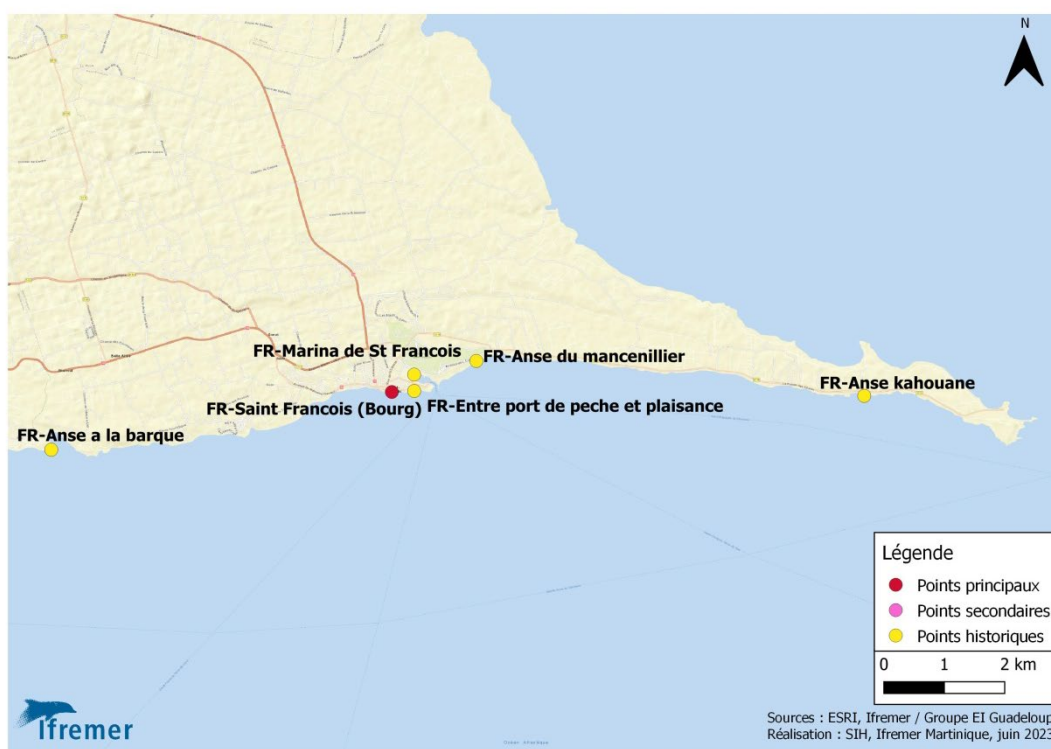 N
FR-Marina de St Francois
FR-Anse du mancenillier
FR-Anse kahouane
FR-Saint Francois (Bourg)
FR-Entre port de peche et plaisance
FR-Anse a la barque
Légende
Points principaux
Points secondaires
Points historiques
0 1 2 km
Ifremer
Sources : ESRI, Ifremer / Groupe EI Guadeloup
Réalisation : SIH, Ifremer Martinique, juin 2023